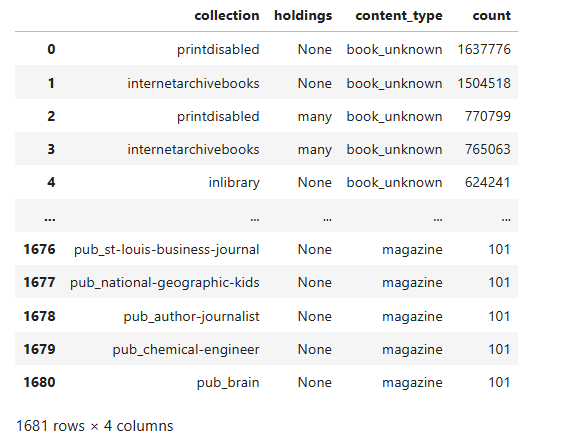 collection holdings content_type count
0 printdisabled None book_unknown 1637776
1 internetarchivebooks None book_unknown 1504518
2 printdisabled many book_unknown 770799
3 internetarchivebooks many book_unknown 765063
4 inlibrary None book_unknown 624241
... ... ... ... ...
1676 pub_st-louis-business-journal None magazine 101
1677 pub_national-geographic-kids None magazine 101
1678 pub_author-journalist None magazine 101
1679 pub_chemical-engineer None magazine 101
1680 pub_brain None magazine 101
1681 rows × 4 columns